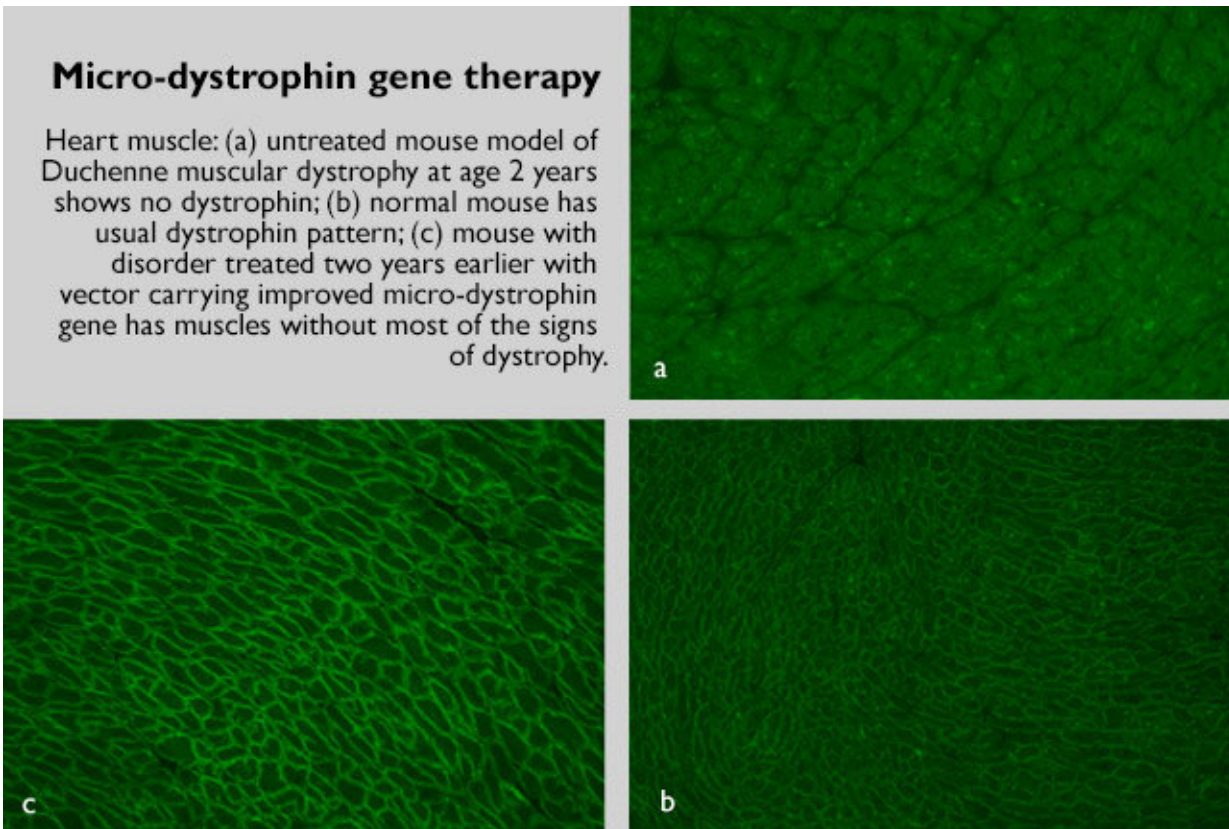 Micro-dystrophin gene therapy
Heart muscle: (a) untreated mouse model of
Duchenne muscular dystrophy at age 2 years
shows no dystrophin; (b) normal mouse has
usual dystrophin pattern; (c) mouse with
disorder treated two years earlier with
vector carrying improved micro-dystrophin
gene has muscles without most of the signs
of dystrophy.
a
c
b